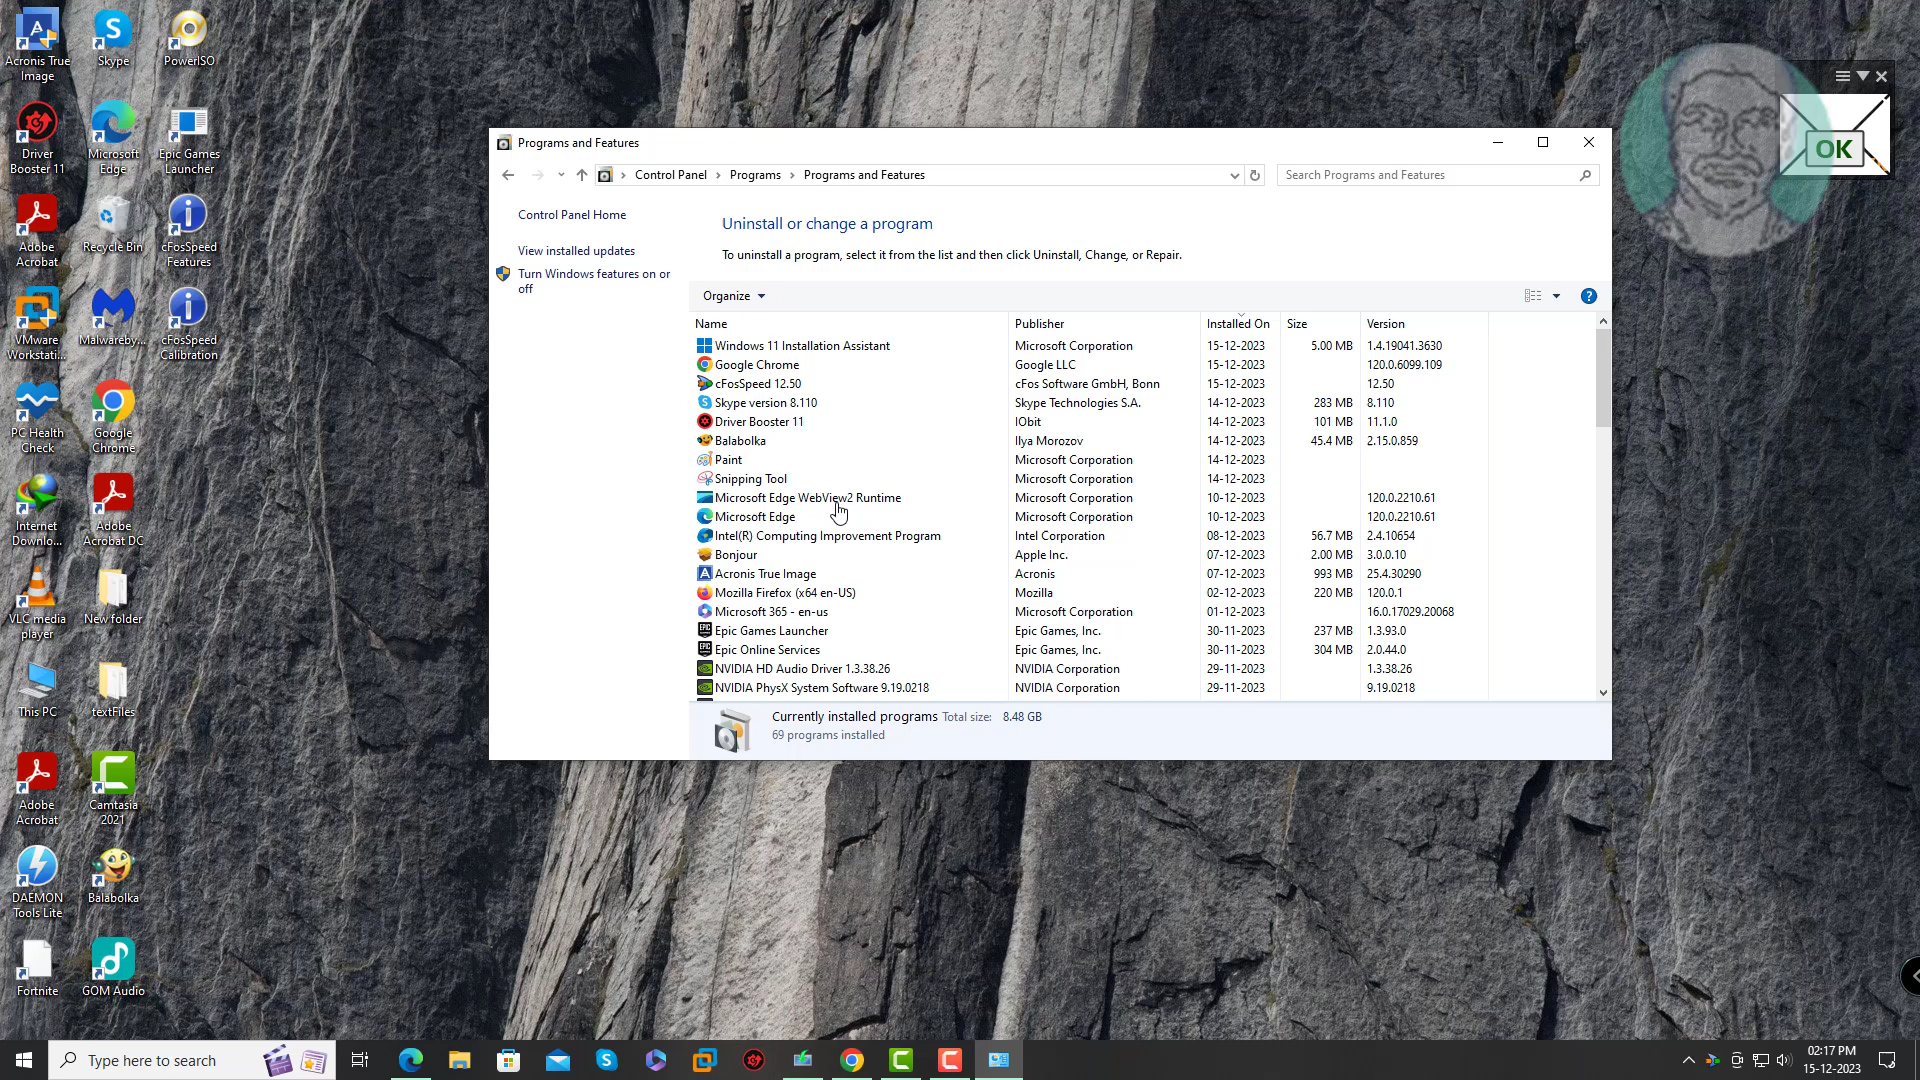 Acronis True
Image
Skype
PowerISO
Driver
Booster 11
Microsoft
Edge
Epic Games
Launcher
Adobe
Acrobat
Recycle Bin
cFosSpeed
Features
VMware
Workstati...
Malwareby...
cFosSpeed
Calibration
PC Health
Check
Google
Chrome
Internet
Downlo...
Adobe
Acrobat DC
VLC media
player
New folder
This PC
textFiles
Adobe
Acrobat
Camtasia
2021
DAEMON
Tools Lite
Balabolka
Fortnite
GOM Audio
Programs and Features
Control Panel
Programs
Programs and Features
Search Programs and Features
Control Panel Home
View installed updates
Turn Windows features on or
off
Uninstall or change a program
To uninstall a program, select it from the list and then click Uninstall, Change, or Repair.
Organize
Name Publisher Installed On Size Version
Windows 11 Installation Assistant Microsoft Corporation 15-12-2023 5.00 MB 1.4.19041.3630
Google Chrome Google LLC 15-12-2023 120.0.6099.109
cFosSpeed 12.50 cFos Software GmbH, Bonn 15-12-2023 12.50
Skype version 8.110 Skype Technologies S.A. 14-12-2023 283 MB 8.110
Driver Booster 11 IObit 14-12-2023 101 MB 11.1.0
Balabolka Ilya Morozov 14-12-2023 45.4 MB 2.15.0.859
Paint Microsoft Corporation 14-12-2023
Snipping Tool Microsoft Corporation 14-12-2023
Microsoft Edge WebView2 Runtime Microsoft Corporation 10-12-2023 120.0.2210.61
Microsoft Edge Microsoft Corporation 10-12-2023 120.0.2210.61
Intel(R) Computing Improvement Program Intel Corporation 08-12-2023 56.7 MB 2.4.10654
Bonjour Apple Inc. 07-12-2023 2.00 MB 3.0.0.10
Acronis True Image Acronis 07-12-2023 993 MB 25.4.30290
Mozilla Firefox (x64 en-US) Mozilla 02-12-2023 220 MB 120.0.1
Microsoft 365 - en-us Microsoft Corporation 01-12-2023 16.0.17029.20068
Epic Games Launcher Epic Games, Inc. 30-11-2023 237 MB 1.3.93.0
Epic Online Services Epic Games, Inc. 30-11-2023 304 MB 2.0.44.0
NVIDIA HD Audio Driver 1.3.38.26 NVIDIA Corporation 29-11-2023 1.3.38.26
NVIDIA PhysX System Software 9.19.0218 NVIDIA Corporation 29-11-2023 9.19.0218
Currently installed programs Total size: 8.48 GB
69 programs installed
OK
Type here to search
02:17 PM
15-12-2023